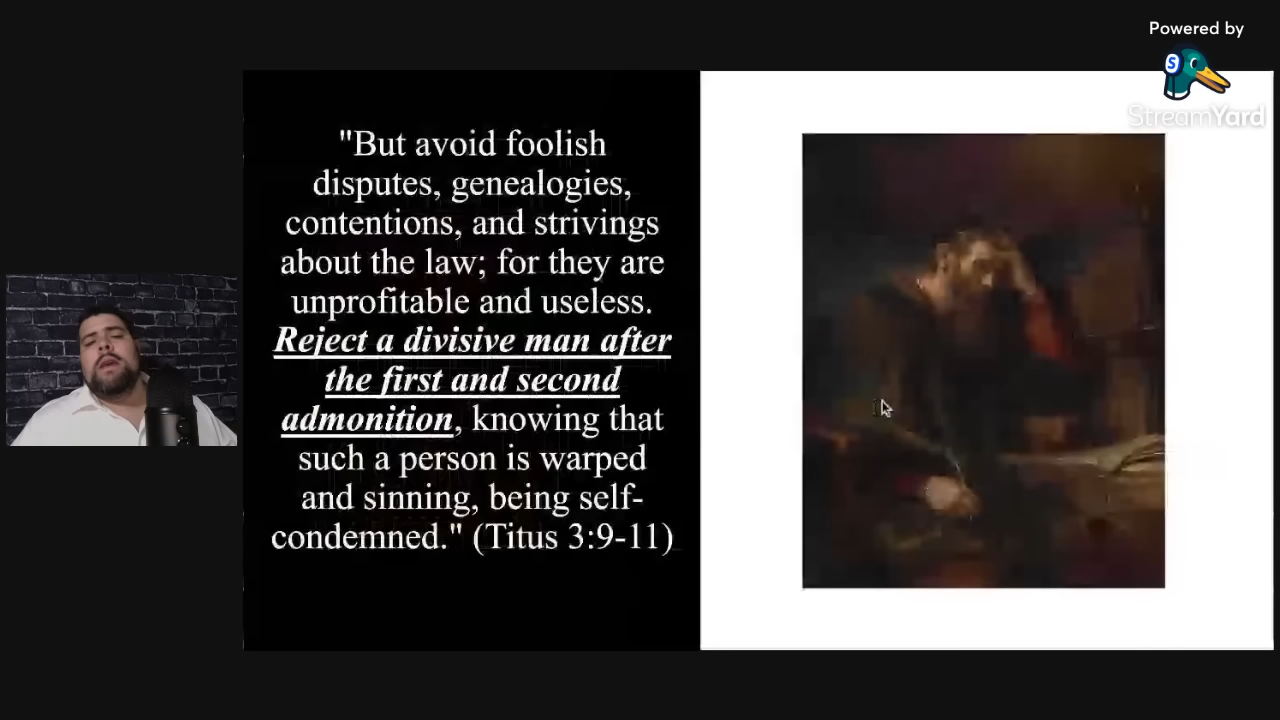 Powered by
StreamYard
"But avoid foolish
disputes, genealogies,
contentions, and strivings
about the law; for they are
unprofitable and useless.
Reject a divisive man after
the first and second
admonition, knowing that
such a person is warped
and sinning, being self-
condemned." (Titus 3:9-11)